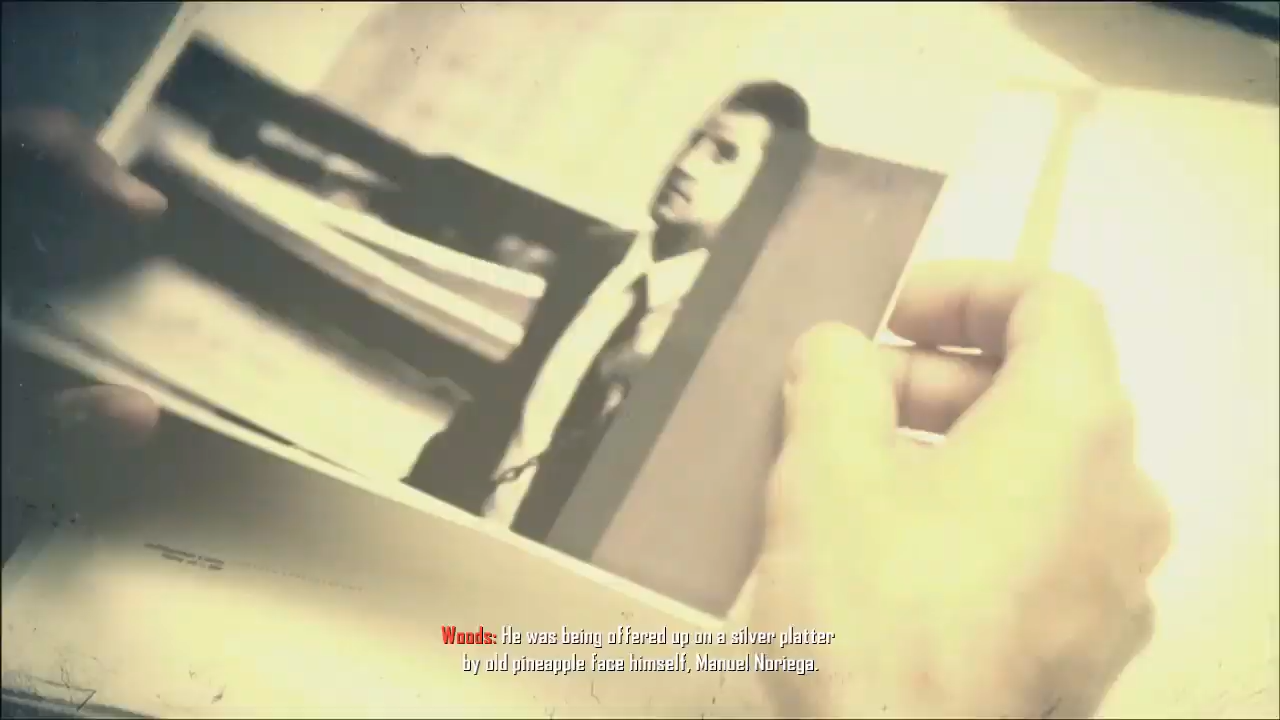 Woods: He was being offered up on a silver platter
by old pineapple face himself, Manuel Noriega.